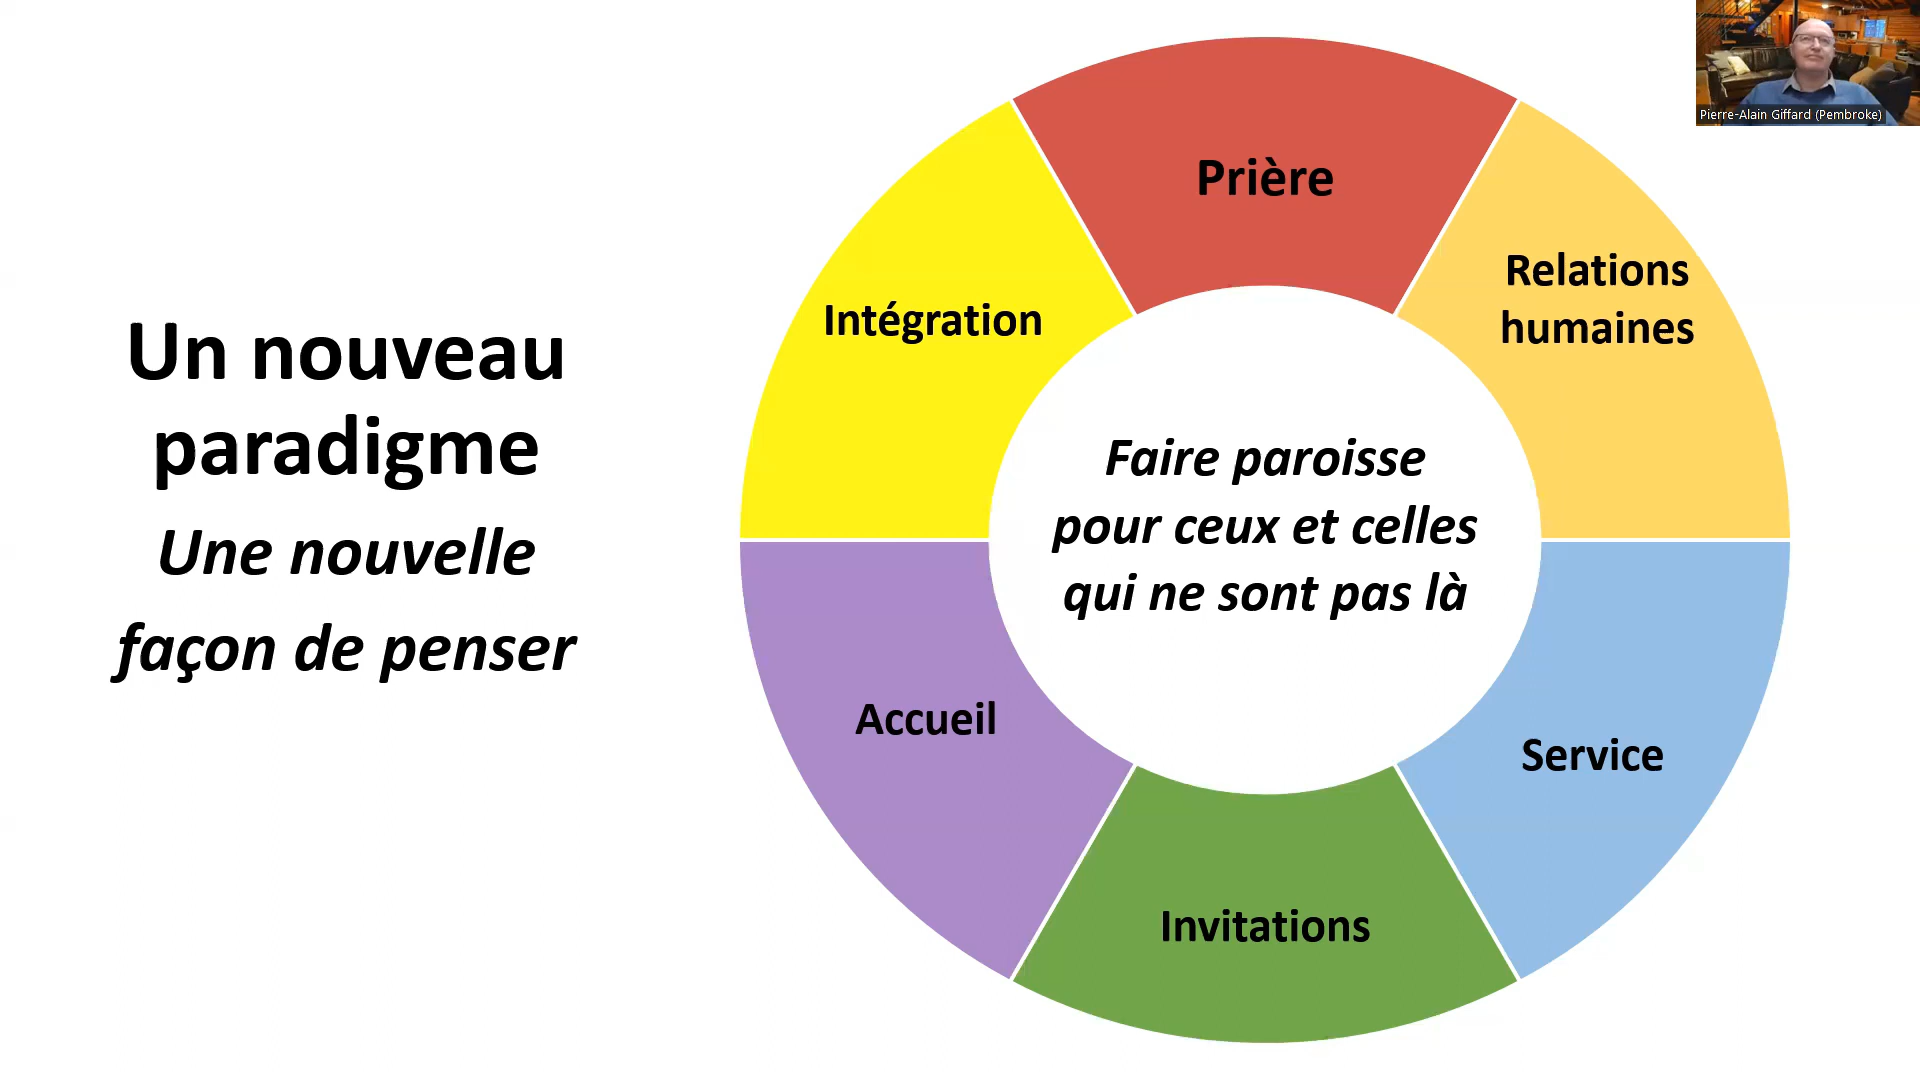 Un nouveau
paradigme
Une nouvelle
façon de penser
Prière
Relations
humaines
Service
Invitations
Accueil
Intégration
Faire paroisse
pour ceux et celles
qui ne sont pas là
Pierre-Alain Giffard (Pembroke)